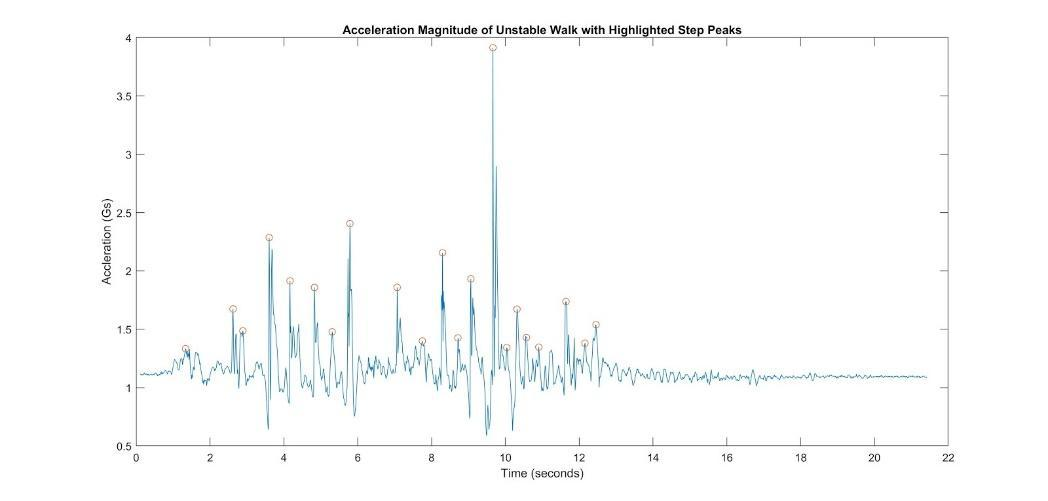 Acceleration Magnitude of Unstable Walk with Highlighted Step Peaks
4
3.5
3
2.5
2
1.5
1
0.5
Accleration (Gs)
0 2 4 6 8 10 12 14 16 18 20 22
Time (seconds)